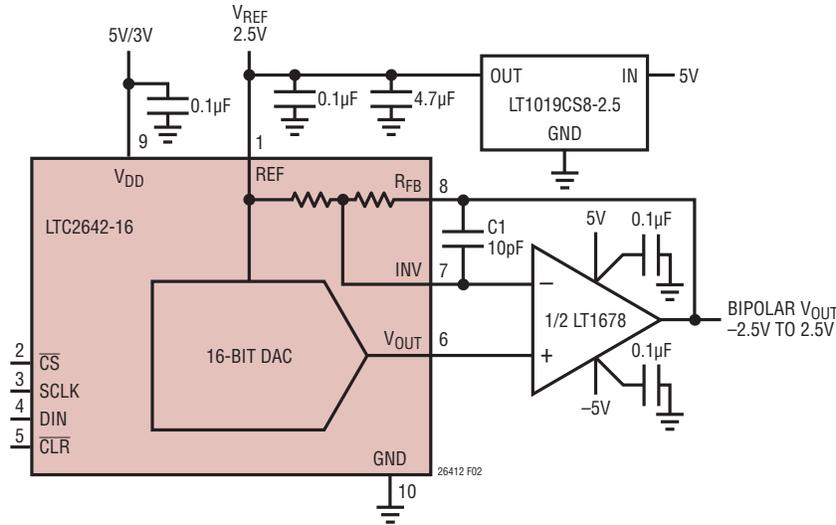 VREF
2.5V
5V/3V
0.1µF
0.1µF
4.7µF
OUT
IN
5V
LT1019CS8-2.5
GND
9
1
VDD
REF
RFB
8
LTC2642-16
C1
10pF
5V
0.1µF
INV
7
–
1/2 LT1678
+
BIPOLAR VOUT
–2.5V TO 2.5V
16-BIT DAC
VOUT
6
0.1µF
–5V
2
CS
3
SCLK
4
DIN
5
CLR
GND
26412 F02
10